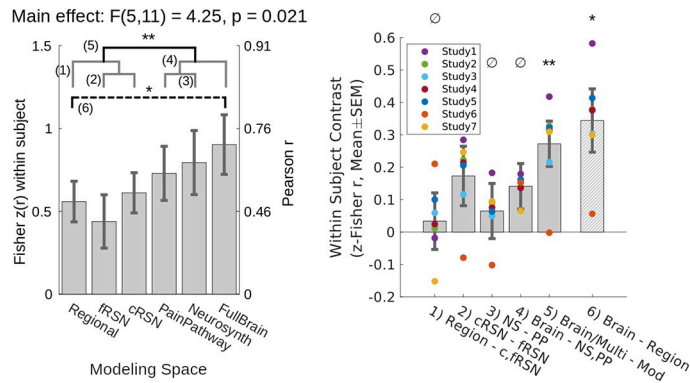 Main effect: F(5,11) = 4.25, p = 0.021
1.5
1
0.5
0
Fisher z(r) within subject
0.91
0.76
0.46
0
Pearson r
(5)
**
(1)
(4)
(2)
(3)
*
(6)
Regional
fRSN
cRSN
PainPathway
Neurosynth
FullBrain
Modeling Space
∅
*
∅
∅
**
Study1
Study2
Study3
Study4
Study5
Study6
Study7
0.6
0.5
0.4
0.3
0.2
0.1
0
-0.1
-0.2
Within Subject Contrast
(z-Fisher r, Mean±SEM)
1) Region - c,fRSN
2) cRSN - fRSN
3) NS - PP
4) Brain - NS,PP
5) Brain/Multi - Mod
6) Brain - Region